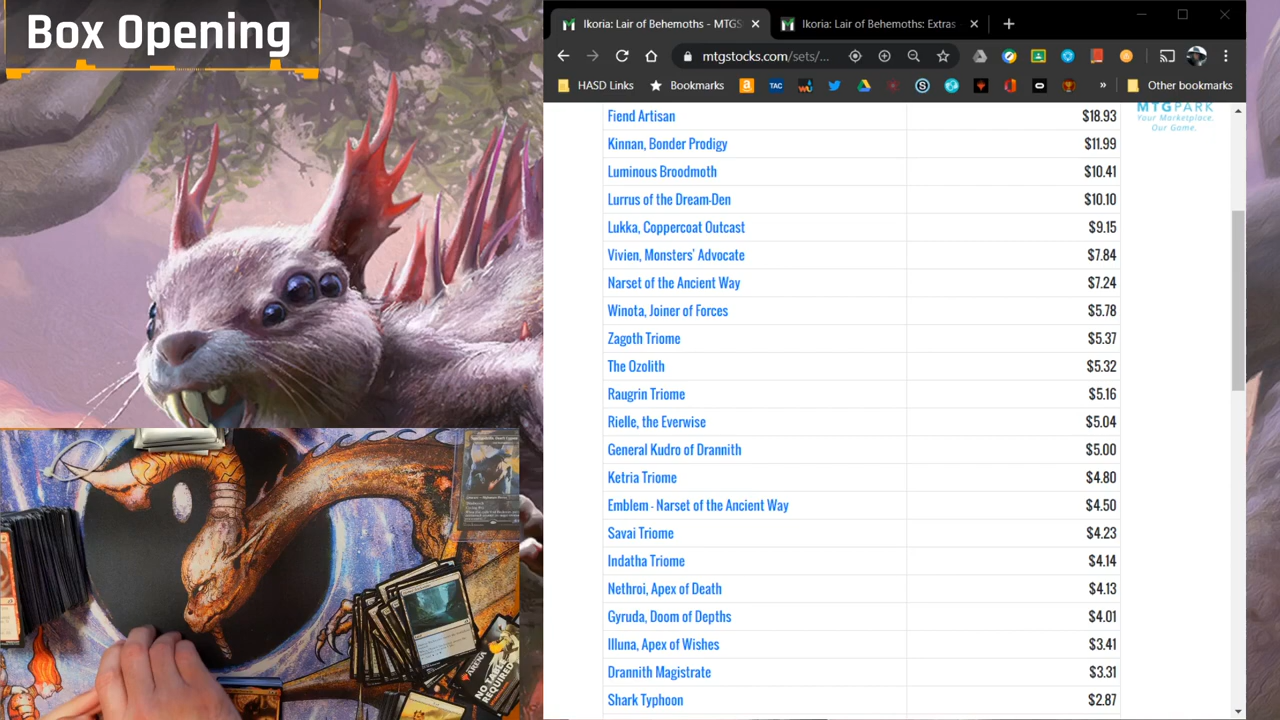 Box Opening
Ikoria: Lair of Behemoths - MTGS
Ikoria: Lair of Behemoths: Extras
mtgstocks.com/sets/...
HASD Links
Bookmarks
TAC
Other bookmarks
MTGPARK
Your Marketplace.
Our Game.
Fiend Artisan $18.93
Kinnan, Bonder Prodigy $11.99
Luminous Broodmoth $10.41
Lurrus of the Dream-Den $10.10
Lukka, Coppercoat Outcast $9.15
Vivien, Monsters' Advocate $7.84
Narset of the Ancient Way $7.24
Winota, Joiner of Forces $5.78
Zagoth Triome $5.37
The Ozolith $5.32
Raugrin Triome $5.16
Rielle, the Everwise $5.04
General Kudro of Drannith $5.00
Ketria Triome $4.80
Emblem - Narset of the Ancient Way $4.50
Savai Triome $4.23
Indatha Triome $4.14
Nethroi, Apex of Death $4.13
Gyruda, Doom of Depths $4.01
Illuna, Apex of Wishes $3.41
Drannith Magistrate $3.31
Shark Typhoon $2.87
ARENA
NO TABLE
REQUIRED